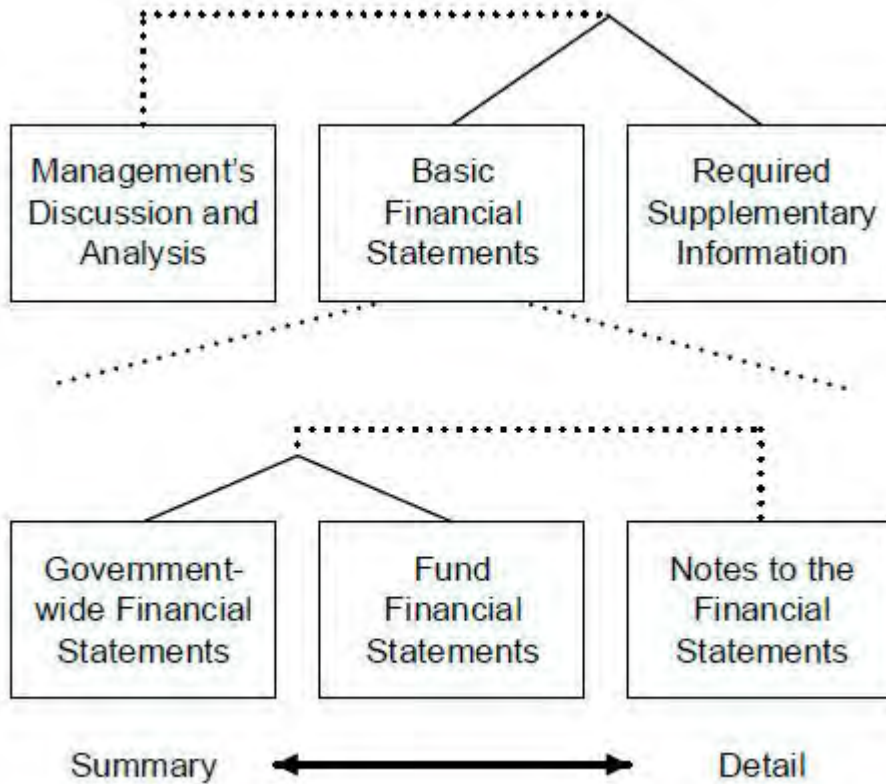 Management's
Discussion and
Analysis
Basic
Financial
Statements
Required
Supplementary
Information
Government-
wide Financial
Statements
Fund
Financial
Statements
Notes to the
Financial
Statements
Summary
Detail